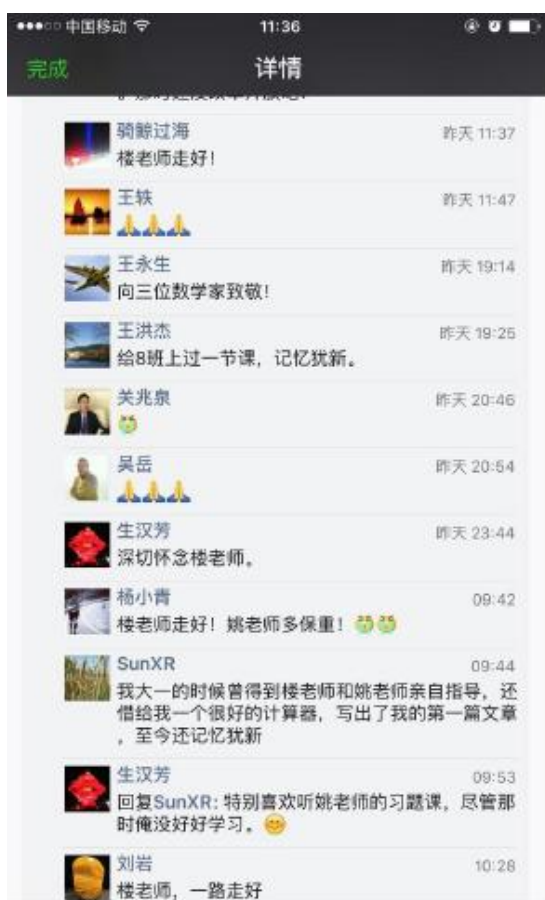 中国移动 11:36
完成 详情
骑鲸过海 昨天 11:37
楼老师走好!
王轶 昨天 11:47
🙏🙏🙏
王永生 昨天 19:14
向三位数学家致敬!
王洪杰 昨天 19:25
给8班上过一节课,记忆犹新。
关兆泉 昨天 20:46
吴岳 昨天 20:54
🙏🙏🙏
生汉芳 昨天 23:44
深切怀念楼老师。
杨小青 09:42
楼老师走好!姚老师多保重!
SunXR 09:44
我大一的时候曾得到楼老师和姚老师亲自指导,还
借给我一个很好的计算器,写出了我的第一篇文章
,至今还记忆犹新
生汉芳 09:53
回复SunXR: 特别喜欢听姚老师的习题课,尽管那
时俺没好好学习。😊
刘岩 10:28
楼老师,一路走好